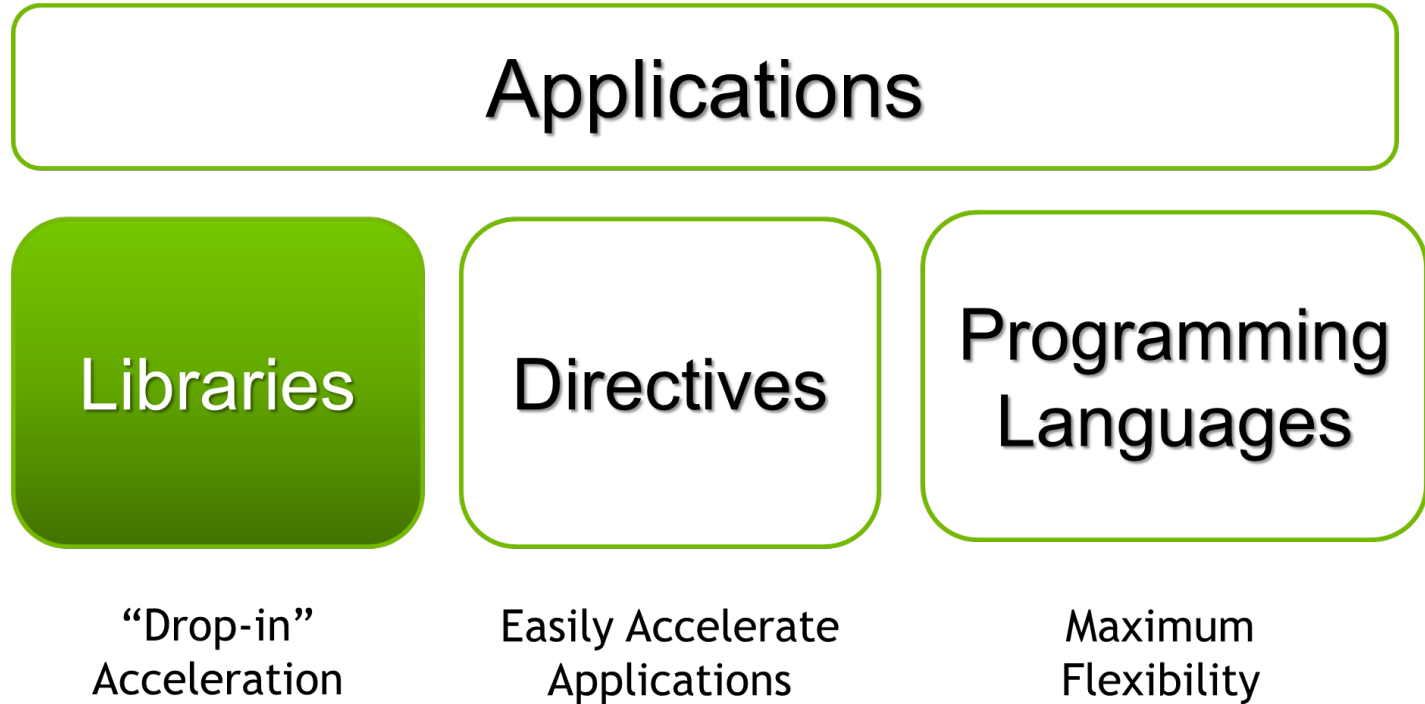 Applications
Libraries
Directives
Programming
Languages
“Drop-in”
Acceleration
Easily Accelerate
Applications
Maximum
Flexibility